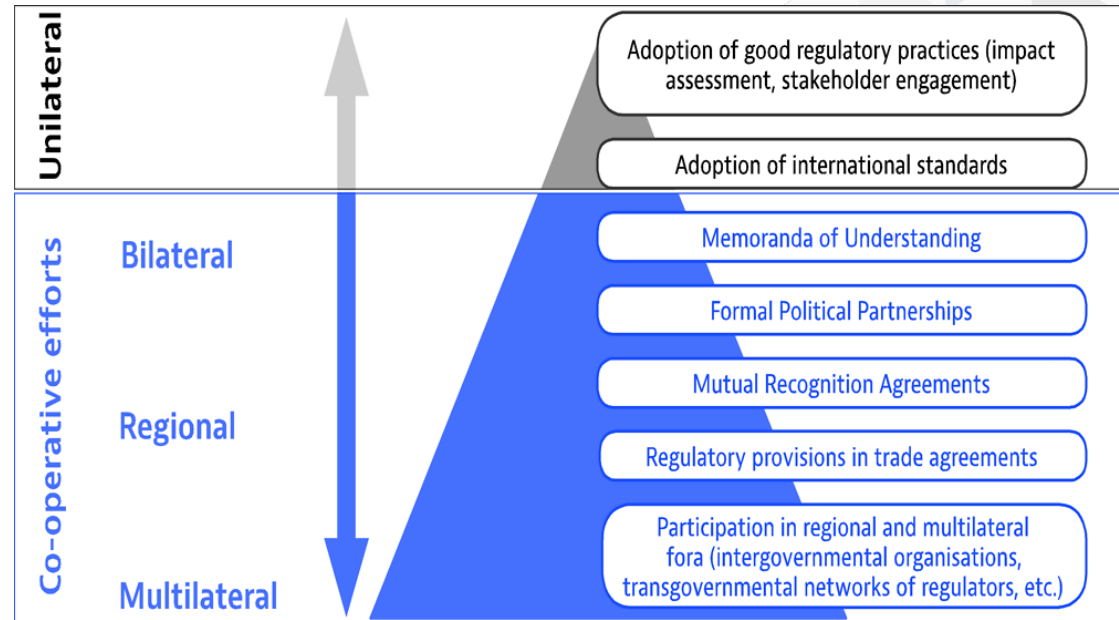 Unilateral
Adoption of good regulatory practices (impact
assessment, stakeholder engagement)
Adoption of international standards
Co-operative efforts
Bilateral
Regional
Multilateral
Memoranda of Understanding
Formal Political Partnerships
Mutual Recognition Agreements
Regulatory provisions in trade agreements
Participation in regional and multilateral
fora (intergovernmental organisations,
transgovernmental networks of regulators, etc.)